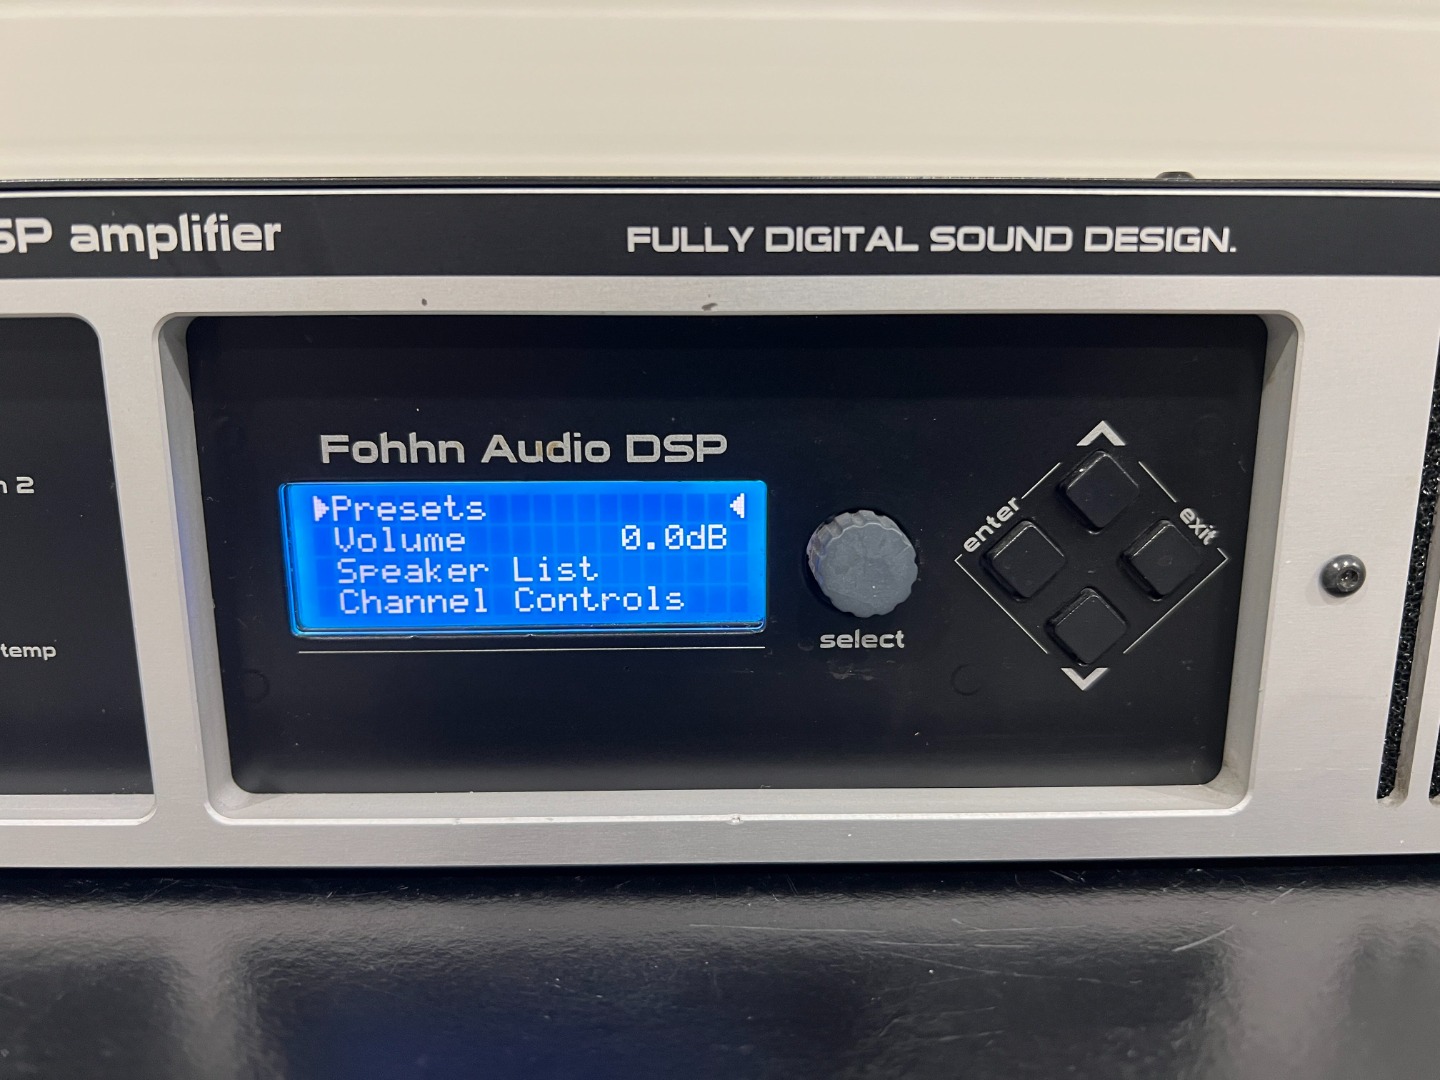 SP amplifier
FULLY DIGITAL SOUND DESIGN.
2
temp
Fohhn Audio DSP
Presets
Volume 0.0dB
Speaker List
Channel Controls
select
enter
exit